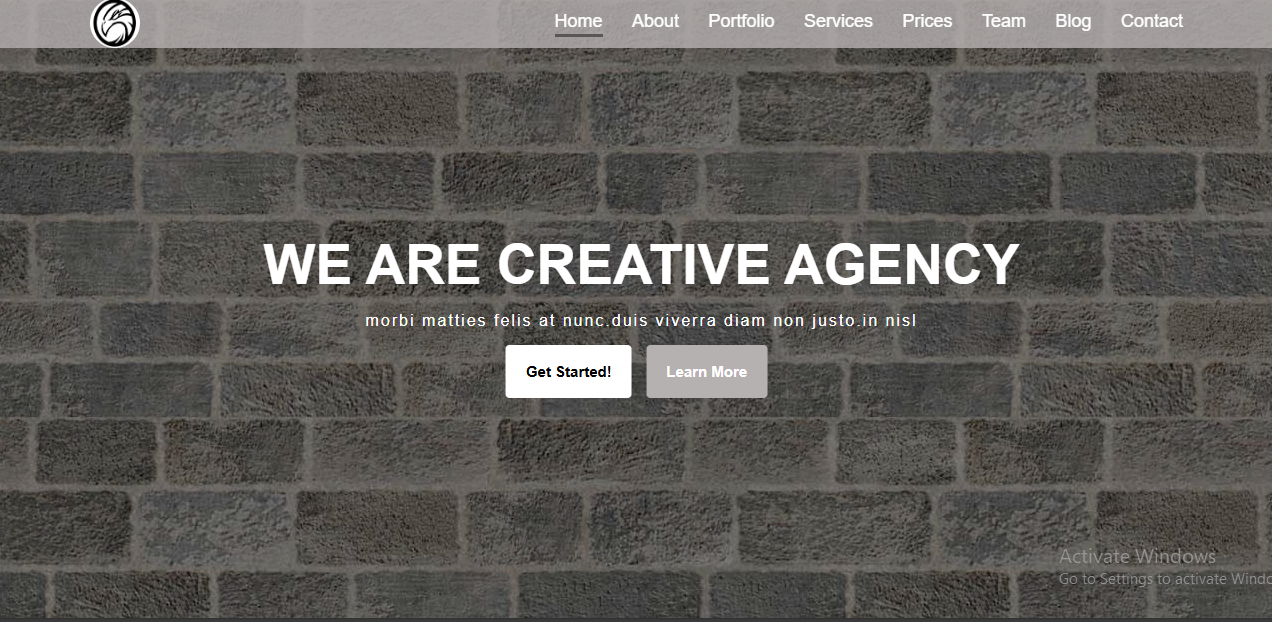 Home About Portfolio Services Prices Team Blog Contact
WE ARE CREATIVE AGENCY
morbi matties felis at nunc.duis viverra diam non justo.in nisl
Get Started! Learn More
Activate Windows
Go to Settings to activate Windo